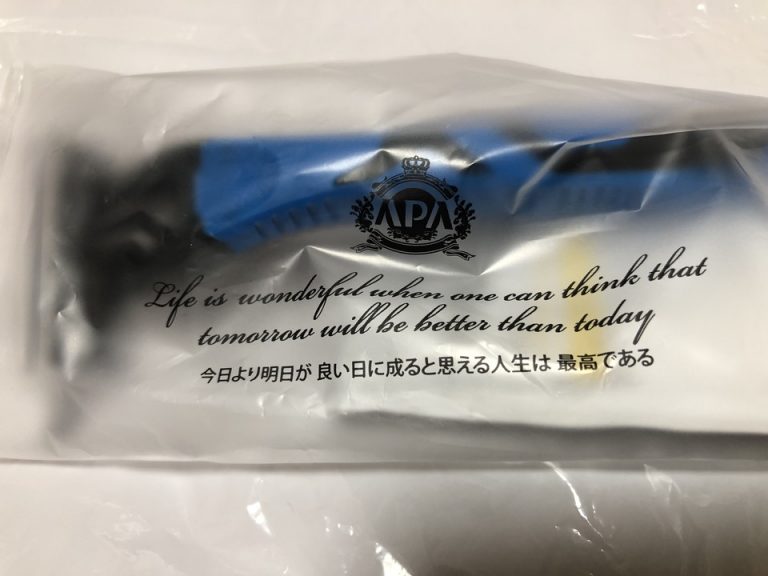 APA
Life is wonderful when one can think that
tomorrow will be better than today
今日より明日が 良い日に成ると思える人生は 最高である